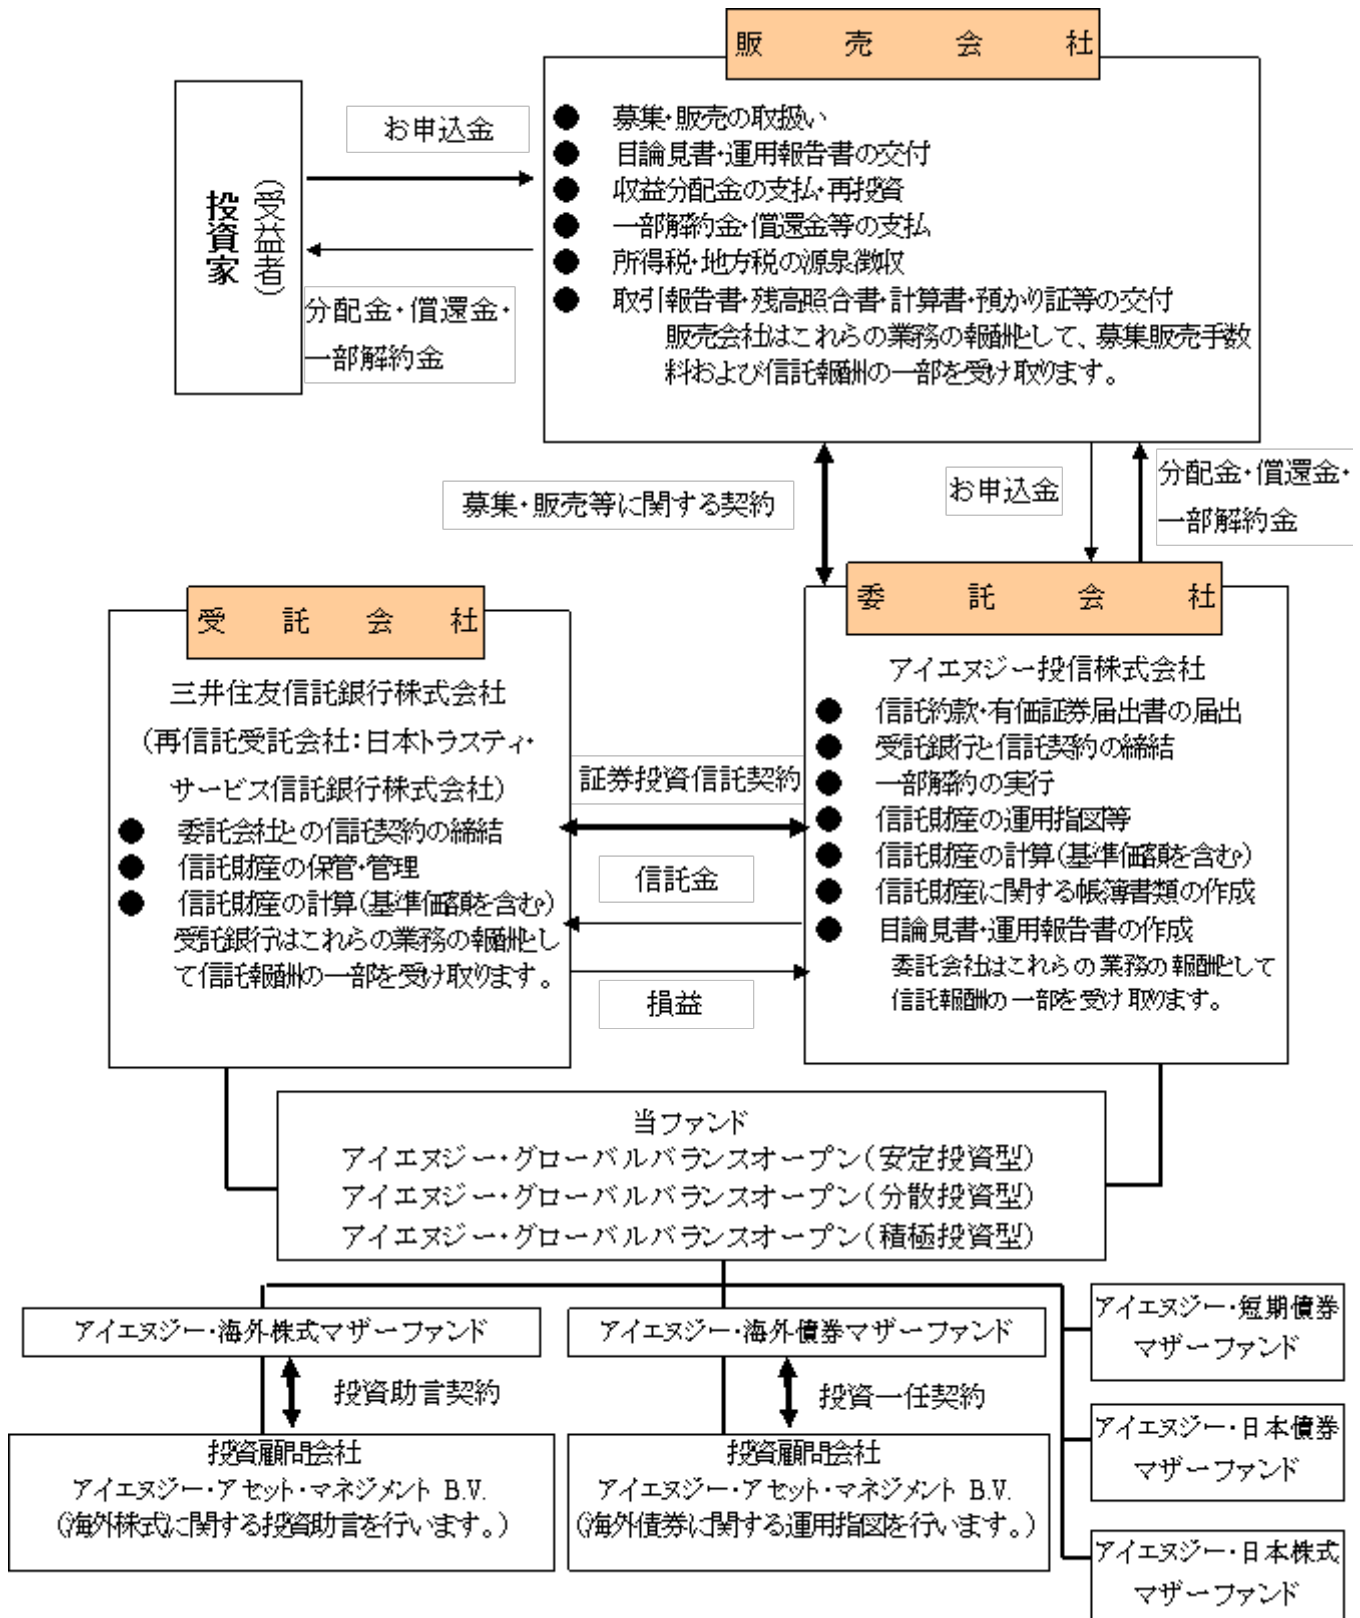 販売会社
お申込金
投資家
(受益者)
分配金・償還金・
一部解約金
● 募集・販売の取扱い
● 目論見書・運用報告書の交付
● 収益分配金の支払・再投資
● 一部解約金・償還金等の支払
● 所得税・地方税の源泉徴収
● 取引報告書・残高照合書・計算書・預かり証等の交付
販売会社はこれらの業務の報酬として、募集販売手数
料および信託報酬の一部を受け取ります。
募集・販売等に関する契約
お申込金
分配金・償還金・
一部解約金
受託会社
三井住友信託銀行株式会社
(再信託受託会社:日本トラスティ・
サービス信託銀行株式会社)
● 委託会社との信託契約の締結
● 信託財産の保管・管理
● 信託財産の計算(基準価額を含む)
受託銀行はこれらの業務の報酬とし
て信託報酬の一部を受け取ります。
証券投資信託契約
信託金
損益
委託会社
アイエヌジー投信株式会社
● 信託約款・有価証券届出書の届出
● 受託銀行と信託契約の締結
● 一部解約の実行
● 信託財産の運用指図等
● 信託財産の計算(基準価額を含む)
● 信託財産に関する帳簿書類の作成
● 目論見書・運用報告書の作成
委託会社はこれらの業務の報酬として
信託報酬の一部を受け取ります。
当ファンド
アイエヌジー・グローバルバランスオープン(安定投資型)
アイエヌジー・グローバルバランスオープン(分散投資型)
アイエヌジー・グローバルバランスオープン(積極投資型)
アイエヌジー・海外株式マザーファンド
投資助言契約
投資顧問会社
アイエヌジー・アセット・マネジメント B.V.
(海外株式に関する投資助言を行います。)
アイエヌジー・海外債券マザーファンド
投資一任契約
投資顧問会社
アイエヌジー・アセット・マネジメント B.V.
(海外債券に関する運用指図を行います。)
アイエヌジー・短期債券
マザーファンド
アイエヌジー・日本債券
マザーファンド
アイエヌジー・日本株式
マザーファンド